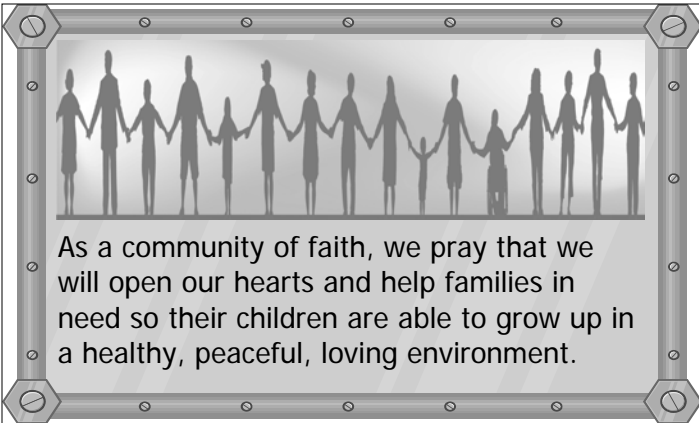 As a community of faith, we pray that we
will open our hearts and help families in
need so their children are able to grow up in
a healthy, peaceful, loving environment.